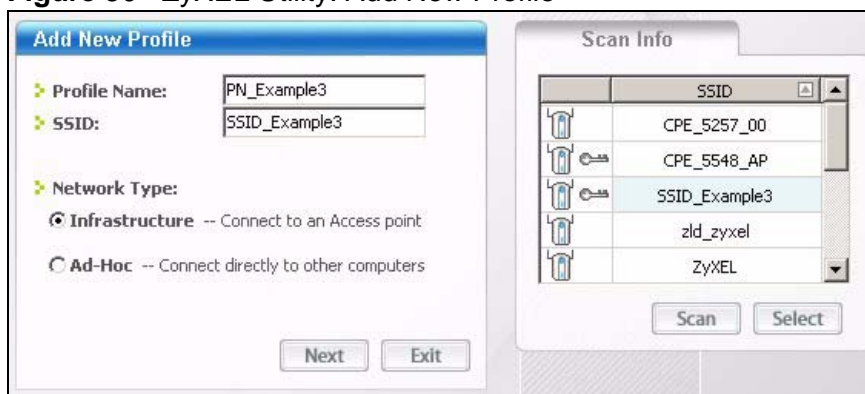 Add New Profile
Profile Name: PN_Example3
SSID: SSID_Example3
Network Type:
Infrastructure -- Connect to an Access point
Ad-Hoc -- Connect directly to other computers
Next Exit
Scan Info
SSID
CPE_5257_00
CPE_5548_AP
SSID_Example3
zld_zyxel
ZyXEL
Scan Select